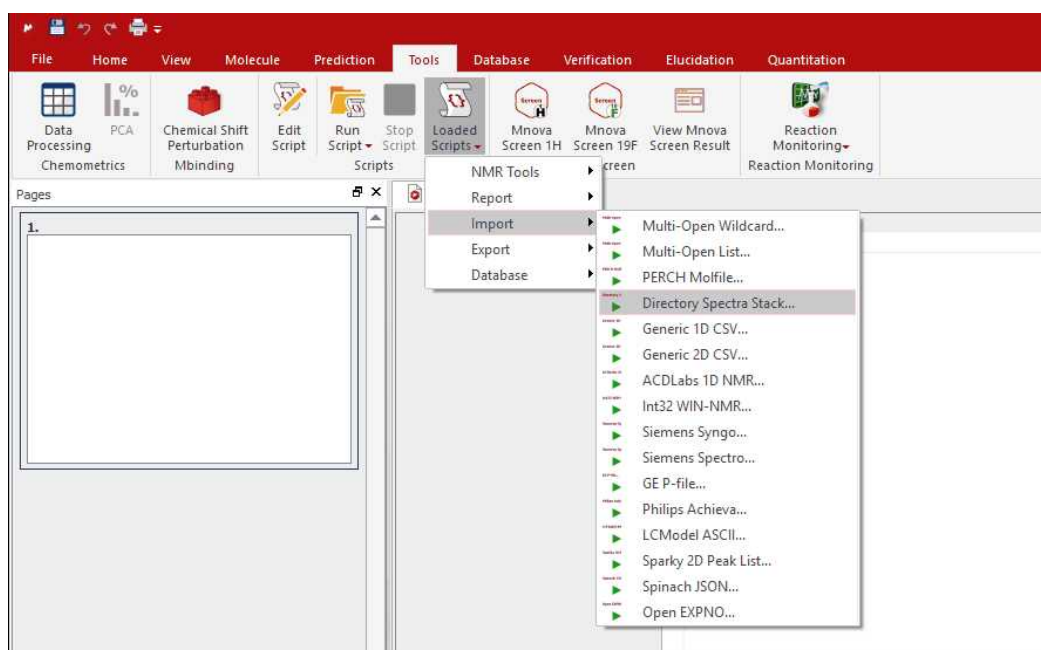 File Home View Molecule Prediction Tools Database Verification Elucidation Quantitation
Data Processing
PCA
Chemical Shift Perturbation
Edit Script
Run Script
Stop Script
Loaded Scripts
Mnova Screen 1H
Mnova Screen 19F
View Mnova Screen Result
Reaction Monitoring
Chemometrics Mbinding Scripts creen Reaction Monitoring
Pages
1.
NMR Tools
Report
Import
Export
Database
Multi-Open Wildcard...
Multi-Open List...
PERCH Molfile...
Directory Spectra Stack...
Generic 1D CSV...
Generic 2D CSV...
ACDLabs 1D NMR...
Int32 WIN-NMR...
Siemens Syngo...
Siemens Spectro...
GE P-file...
Philips Achieva...
LCModel ASCII...
Sparky 2D Peak List...
Spinach JSON...
Open EXPNO...